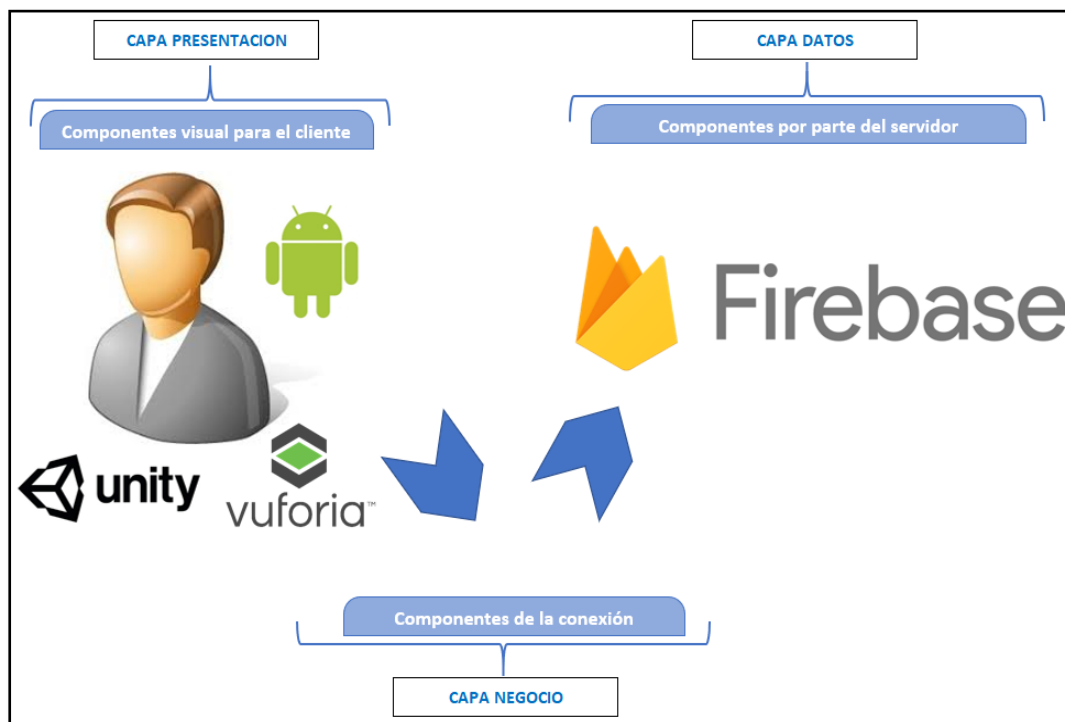 CAPA PRESENTACION
CAPA DATOS
Componentes visual para el cliente
Componentes por parte del servidor
Firebase
unity
vuforia™
Componentes de la conexión
CAPA NEGOCIO